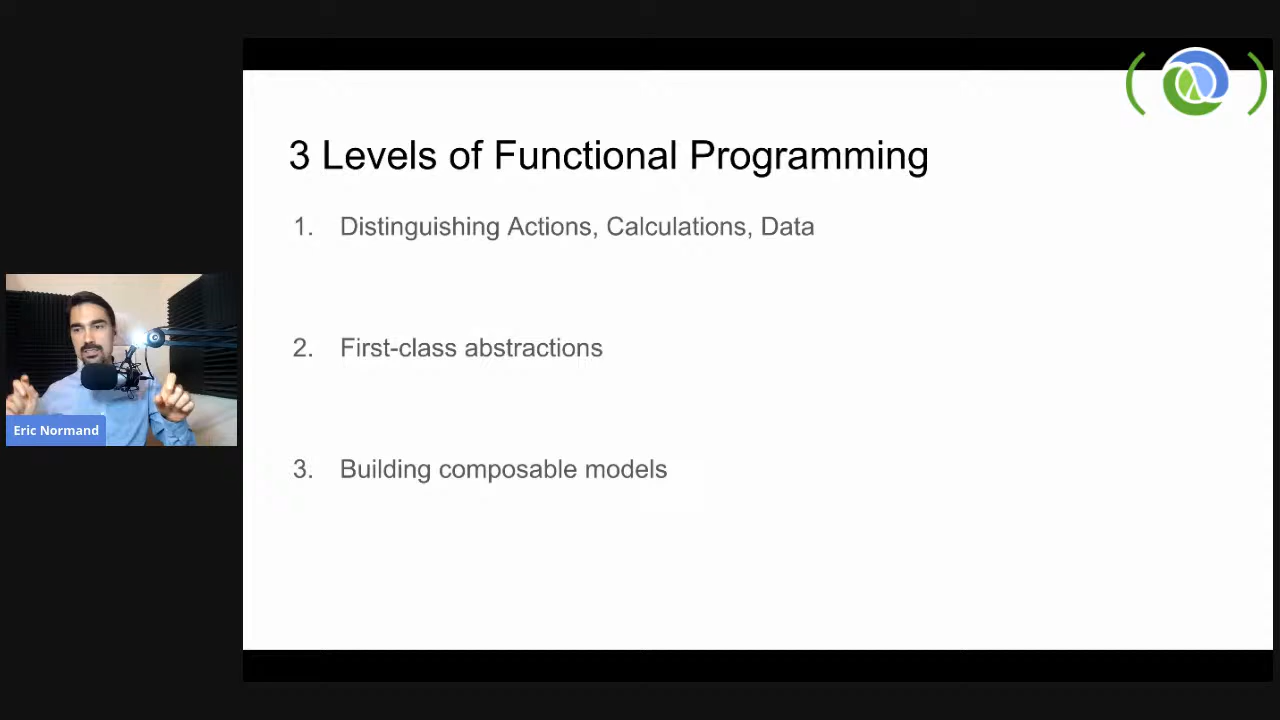 3 Levels of Functional Programming
1. Distinguishing Actions, Calculations, Data
2. First-class abstractions
3. Building composable models
Eric Normand